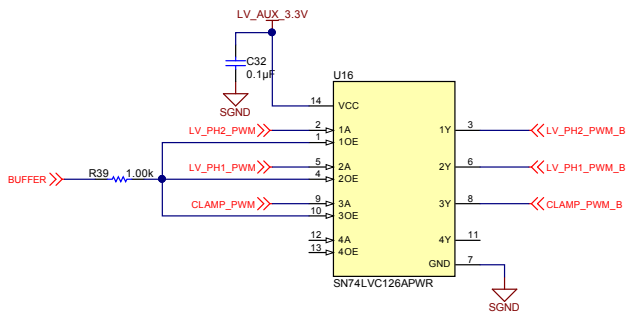 LV_AUX_3.3V
C32
0.1µF
SGND
U16
14 VCC
LV_PH2_PWM 2 1A 1Y 3 LV_PH2_PWM_B
1 1OE
LV_PH1_PWM 5 2A 2Y 6 LV_PH1_PWM_B
BUFFER R39 1.00k 4 2OE
CLAMP_PWM 9 3A 3Y 8 CLAMP_PWM_B
10 3OE
12 4A 4Y 11
13 4OE
GND 7
SN74LVC126APWR
SGND